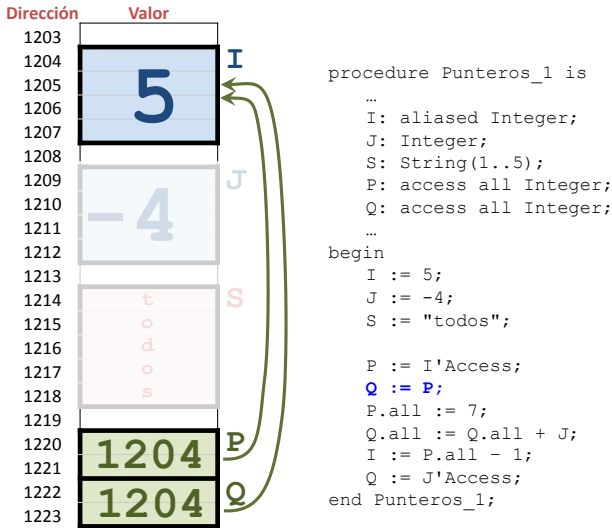 Dirección Valor
1203
1204 I
1205
5
1206
1207
1208
1209 J
1210
-4
1211
1212
1213
1214 t S
1215 o
1216 d
1217 o
1218 s
1219
1220 P
1204
1221
1222 Q
1204
1223
procedure Punteros_1 is
…
I: aliased Integer;
J: Integer;
S: String(1..5);
P: access all Integer;
Q: access all Integer;
…
begin
I := 5;
J := -4;
S := "todos";
P := I'Access;
Q := P;
P.all := 7;
Q.all := Q.all + J;
I := P.all - 1;
Q := J'Access;
end Punteros_1;